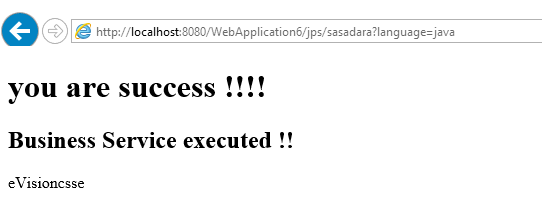 http://localhost:8080/WebApplication6/jps/sasadara?language=java
you are success !!!!
Business Service executed !!
eVisioncsse